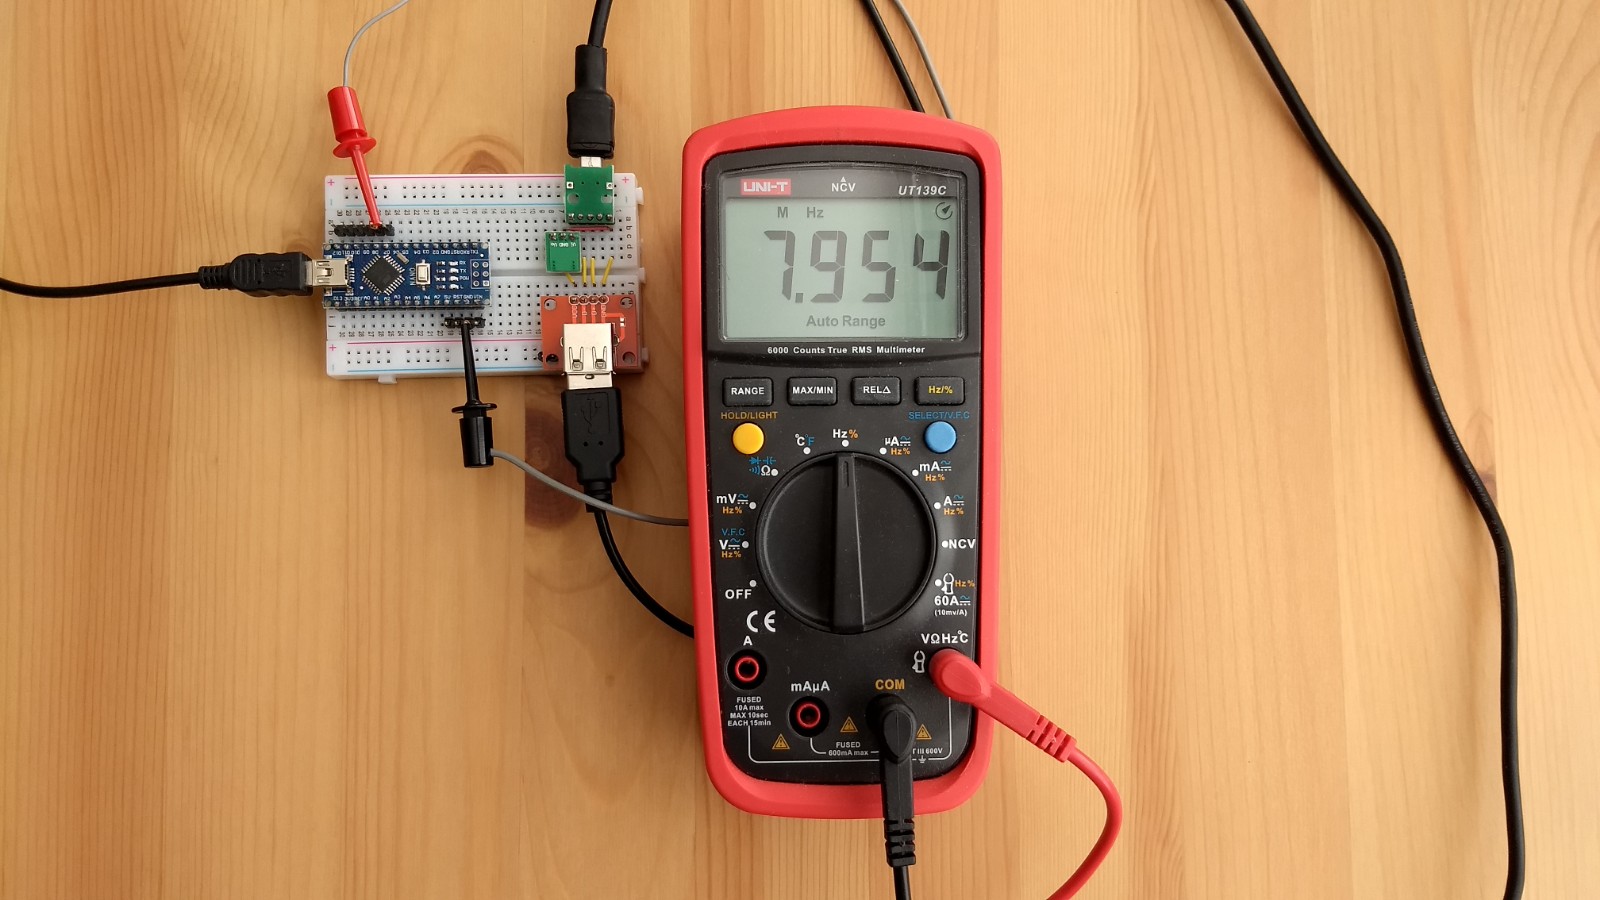 UNI-T
NCV
UT139C
M Hz
7.954
Auto Range
6000 Counts True RMS Multimeter
RANGE
MAX/MIN
REL△
Hz/%
HOLD/LIGHT
SELECT/V.F.C
°C°F
Hz%
µA
Hz%
Ω
mA
Hz%
mV
Hz%
A
Hz%
V.F.C
V
Hz%
NCV
OFF
Hz%
60A
(10mv/A)
CE
A
VΩHz°C
mAµA
COM
FUSED
10A max
MAX 10sec
EACH 15min
FUSED
600mA max
T III 600V